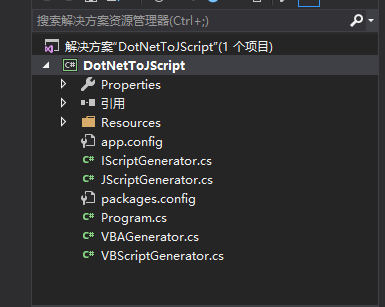 搜索解决方案资源管理器(Ctrl+;)
解决方案"DotNetToJScript"(1 个项目)
C# DotNetToJScript
Properties
引用
Resources
app.config
C# IScriptGenerator.cs
C# JScriptGenerator.cs
packages.config
C# Program.cs
C# VBAGenerator.cs
C# VBScriptGenerator.cs